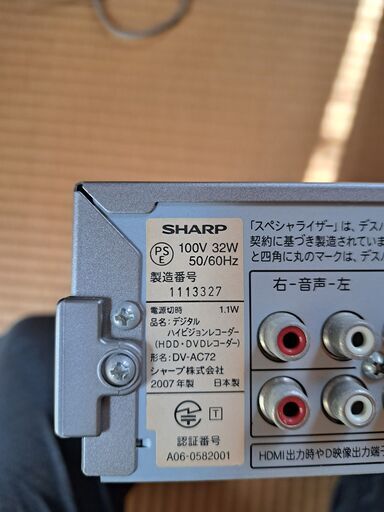 SHARP
PS
E
100V 32W
50/60Hz
製造番号
1113327
電源切時 1.1W
品名:デジタル
ハイビジョンレコーダー
(HDD・DVDレコーダー)
形名:DV-AC72
シャープ株式会社
2007年製 日本製
T
認証番号
A06-0582001
「スペシャライザー」は、デスパ
契約に基づき製造されていま
と四角に丸のマークは、デスパ
右-音声-左
HDMI出力時やD映像出力端子